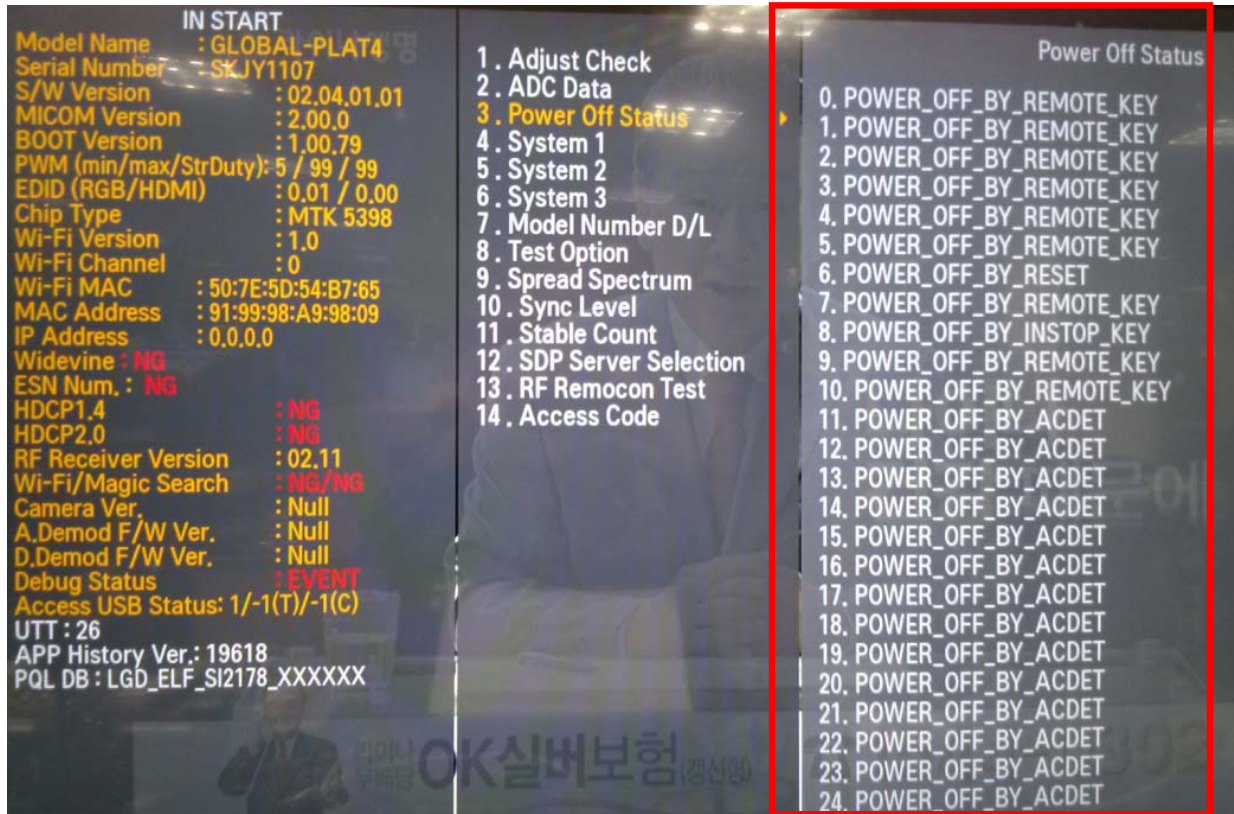 IN START
Model Name : GLOBAL-PLAT4
Serial Number : SKJY1107
S/W Version : 02.04.01.01
MICOM Version : 2.00.0
BOOT Version : 1.00.79
PWM (min/max/StrDuty): 5 / 99 / 99
EDID (RGB/HDMI) : 0.01 / 0.00
Chip Type : MTK 5398
Wi-Fi Version : 1.0
Wi-Fi Channel : 0
Wi-Fi MAC : 50:7E:5D:54:B7:65
MAC Address : 91:99:98:A9:98:09
IP Address : 0.0.0.0
Widevine : NG
ESN Num. : NG
HDCP1.4 : NG
HDCP2.0 : NG
RF Receiver Version : 02.11
Wi-Fi/Magic Search : NG/NG
Camera Ver. : Null
A.Demod F/W Ver. : Null
D.Demod F/W Ver. : Null
Debug Status : EVENT
Access USB Status: 1/-1(T)/-1(C)
UTT : 26
APP History Ver.: 19618
PQL DB : LGD_ELF_SI2178_XXXXXX
1 . Adjust Check
2 . ADC Data
3 . Power Off Status
4 . System 1
5 . System 2
6 . System 3
7 . Model Number D/L
8 . Test Option
9 . Spread Spectrum
10 . Sync Level
11 . Stable Count
12 . SDP Server Selection
13 . RF Remocon Test
14 . Access Code
Power Off Status
0. POWER_OFF_BY_REMOTE_KEY
1. POWER_OFF_BY_REMOTE_KEY
2. POWER_OFF_BY_REMOTE_KEY
3. POWER_OFF_BY_REMOTE_KEY
4. POWER_OFF_BY_REMOTE_KEY
5. POWER_OFF_BY_REMOTE_KEY
6. POWER_OFF_BY_RESET
7. POWER_OFF_BY_REMOTE_KEY
8. POWER_OFF_BY_INSTOP_KEY
9. POWER_OFF_BY_REMOTE_KEY
10. POWER_OFF_BY_REMOTE_KEY
11. POWER_OFF_BY_ACDET
12. POWER_OFF_BY_ACDET
13. POWER_OFF_BY_ACDET
14. POWER_OFF_BY_ACDET
15. POWER_OFF_BY_ACDET
16. POWER_OFF_BY_ACDET
17. POWER_OFF_BY_ACDET
18. POWER_OFF_BY_ACDET
19. POWER_OFF_BY_ACDET
20. POWER_OFF_BY_ACDET
21. POWER_OFF_BY_ACDET
22. POWER_OFF_BY_ACDET
23. POWER_OFF_BY_ACDET
24. POWER_OFF_BY_ACDET
OK실버보험(갱신형)